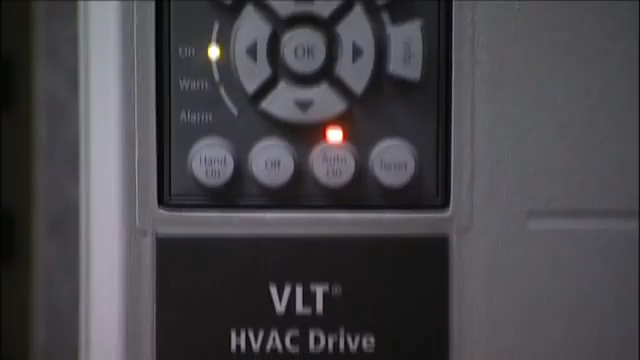 OK
On
Warn.
Alarm
Hand On
Off
Auto On
Reset
VLT
HVAC Drive